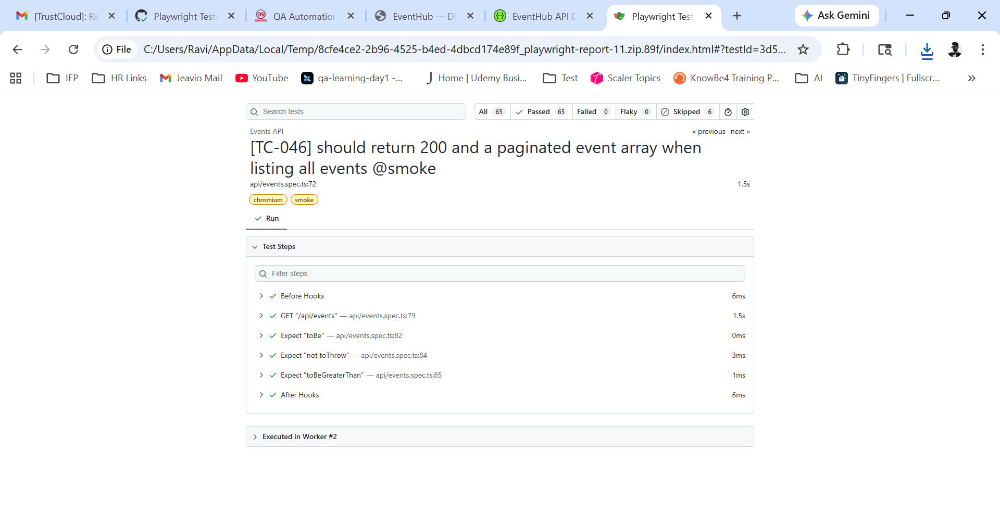 [TrustCloud]: Re
Playwright Tests
QA Automation
EventHub — Di
EventHub API D
Playwright Test
Ask Gemini
File
C:/Users/Ravi/AppData/Local/Temp/8cfe4ce2-2b96-4525-b4ed-4dbcd174e89f_playwright-report-11.zip.89f/index.html#?testId=3d5...
IEP
HR Links
Jeavio Mail
YouTube
qa-learning-day1 -...
Home | Udemy Busi...
Test
Scaler Topics
KnowBe4 Training P...
AI
TinyFingers | Fullscr...
Search tests
All 65
Passed 65
Failed 0
Flaky 0
Skipped 6
Events API
« previous next »
[TC-046] should return 200 and a paginated event array when
listing all events @smoke
api/events.spec.ts:72
1.5s
chromium
smoke
Run
Test Steps
Filter steps
Before Hooks 6ms
GET "/api/events" — api/events.spec.ts:79 1.5s
Expect "toBe" — api/events.spec.ts:82 0ms
Expect "not toThrow" — api/events.spec.ts:84 3ms
Expect "toBeGreaterThan" — api/events.spec.ts:85 1ms
After Hooks 6ms
Executed in Worker #2